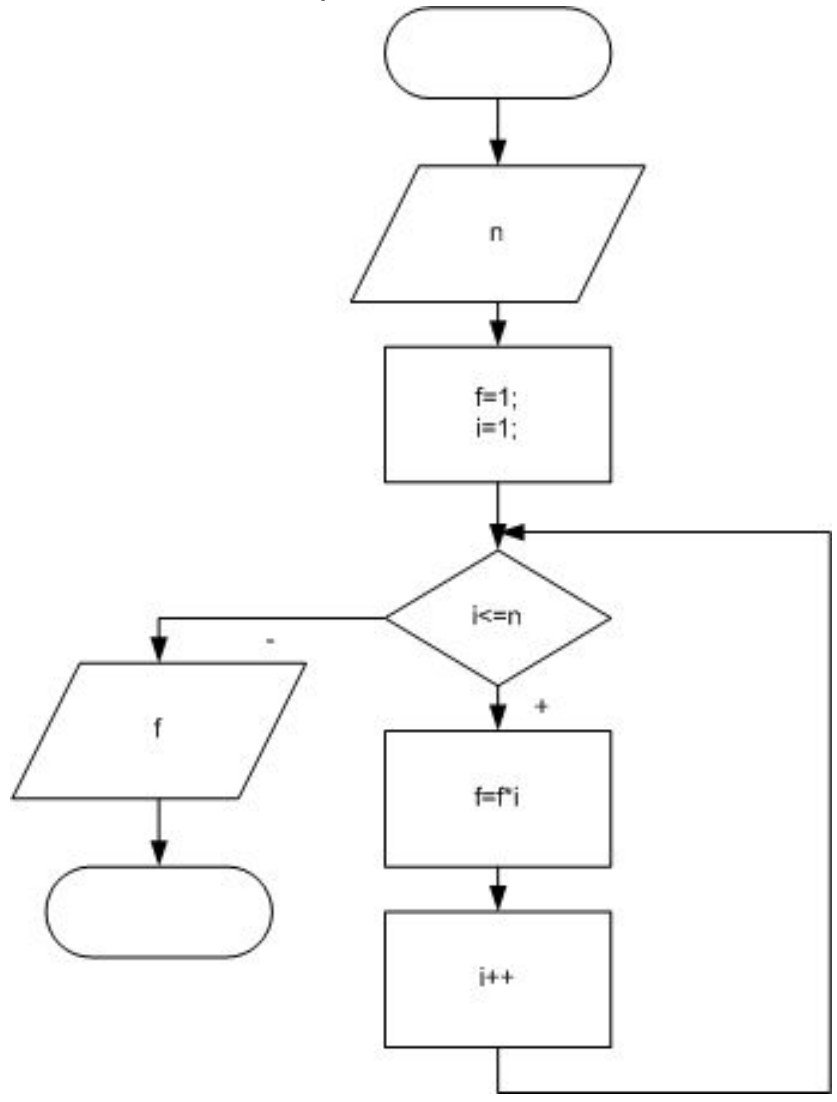 n
f=1;
i=1;
i<=n
-
+
f
f=f*i
i++